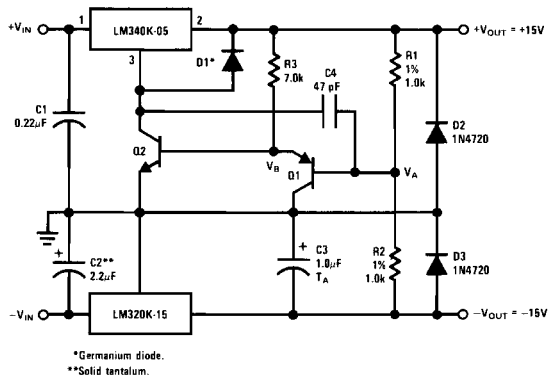 +VIN
1
LM340K-05
2
+VOUT = +15V
3
D1*
R3
7.0k
C4
47 pF
R1
1%
1.0k
C1
0.22µF
Q2
VB
Q1
VA
D2
1N4720
C2**
2.2µF
+
C3
1.0µF
TA
+
R2
1%
1.0k
D3
1N4720
-VIN
LM320K-15
-VOUT = -15V
*Germanium diode.
**Solid tantalum.